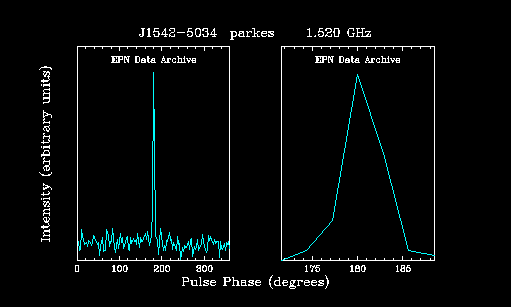 J1542-5034 parkes 1.520 GHz
EPN Data Archive
EPN Data Archive
Intensity (arbitrary units)
0 100 200 300
175 180 185
Pulse Phase (degrees)